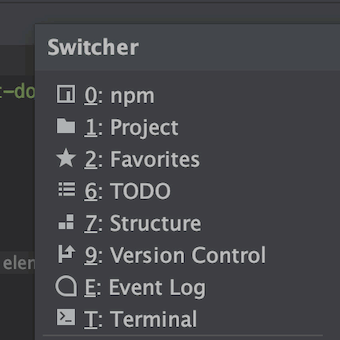 Switcher
t-do
0: npm
1: Project
2: Favorites
6: TODO
7: Structure
elen
9: Version Control
E: Event Log
T: Terminal